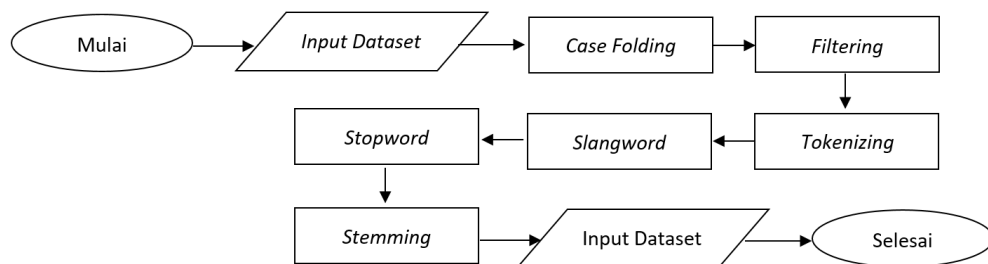 Mulai
Input Dataset
Case Folding
Filtering
Tokenizing
Slangword
Stopword
Stemming
Input Dataset
Selesai